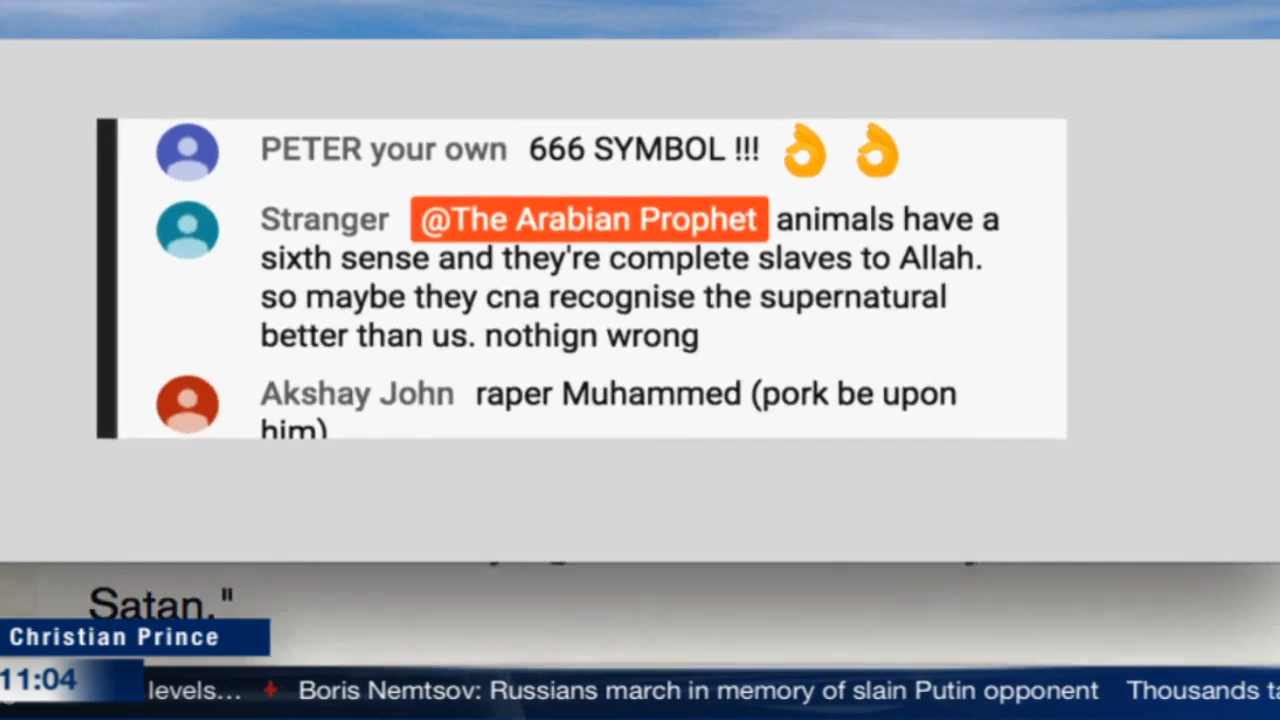 PETER your own 666 SYMBOL !!! 👌 👌
Stranger @The Arabian Prophet animals have a
sixth sense and they're complete slaves to Allah.
so maybe they cna recognise the supernatural
better than us. nothign wrong
Akshay John raper Muhammed (pork be upon
him)
Satan."
Christian Prince
11:04
levels... Boris Nemtsov: Russians march in memory of slain Putin opponent Thousands